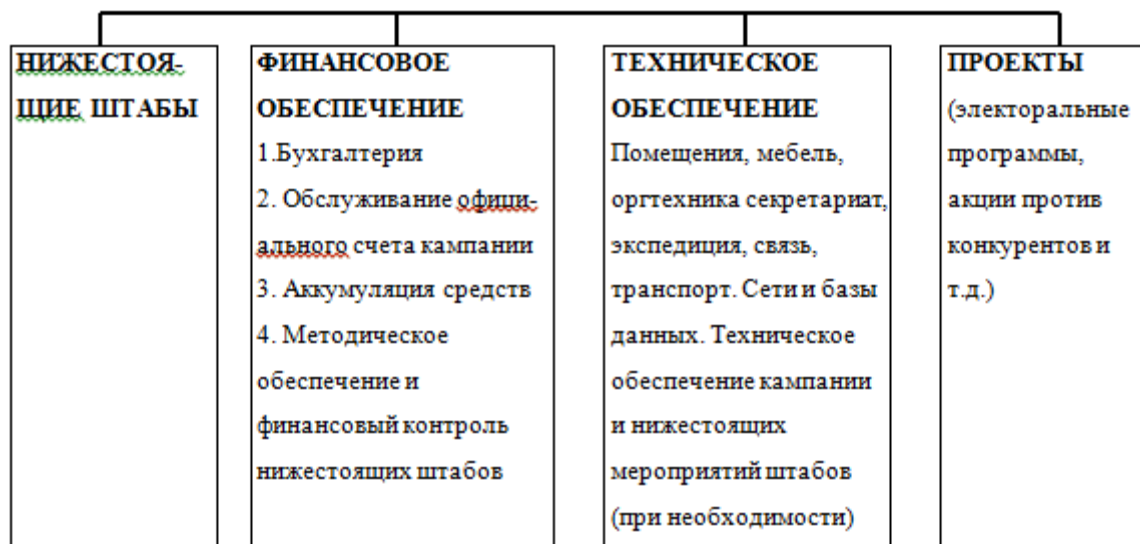 НИЖЕСТОЯ-
ЩИЕ ШТАБЫ
ФИНАНСОВОЕ
ОБЕСПЕЧЕНИЕ
1.Бухгалтерия
2. Обслуживание офици-
ального счета кампании
3. Аккумуляция средств
4. Методическое
обеспечение и
финансовый контроль
нижестоящих штабов
ТЕХНИЧЕСКОЕ
ОБЕСПЕЧЕНИЕ
Помещения, мебель,
оргтехника секретариат,
экспедиция, связь,
транспорт. Сети и базы
данных. Техническое
обеспечение кампании
и нижестоящих
мероприятий штабов
(при необходимости)
ПРОЕКТЫ
(электоральные
программы,
акции против
конкурентов и
т.д.)